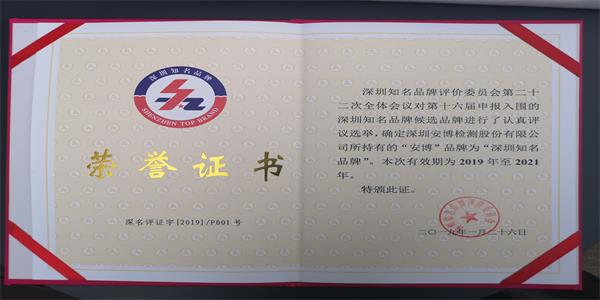 深圳知名品牌
SHENZHEN TOP BRAND
荣誉证书
深名评证字[2019]/P001号
深圳知名品牌评价委员会第二十
二次全体会议对第十六届申报入围的
深圳知名品牌候选品牌进行了认真评
议选举，确定深圳安博检测股份有限公
司所持有的“安博”品牌为“深圳知名
品牌”。本次有效期为2019年至2021
年。
特颁此证。
二〇一九年一月二十六日